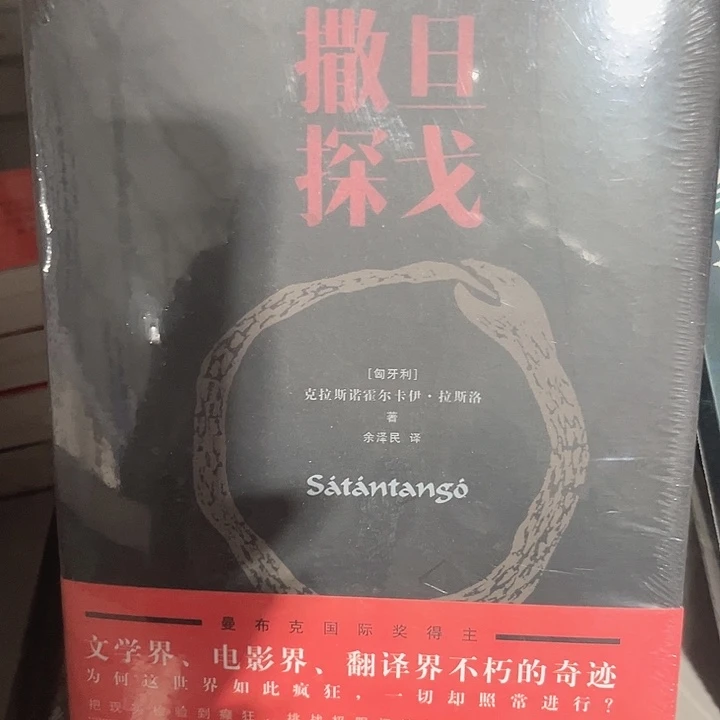 撒旦
探戈
[匈牙利]
克拉斯诺霍尔卡伊·拉斯洛
著
余泽民 译
Sátántangó
曼布克国际奖得主
文学界、电影界、翻译界不朽的奇迹
为何这世界如此疯狂，一切却照常进行？